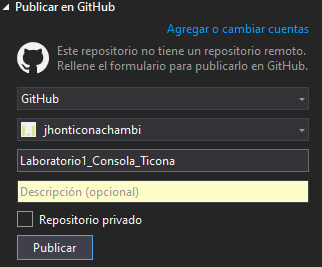 Publicar en GitHub
Agregar o cambiar cuentas
Este repositorio no tiene un repositorio remoto.
Rellene el formulario para publicarlo en GitHub.
GitHub
jhonticonachambi
Laboratorio1_Consola_Ticona
Descripción (opcional)
Repositorio privado
Publicar